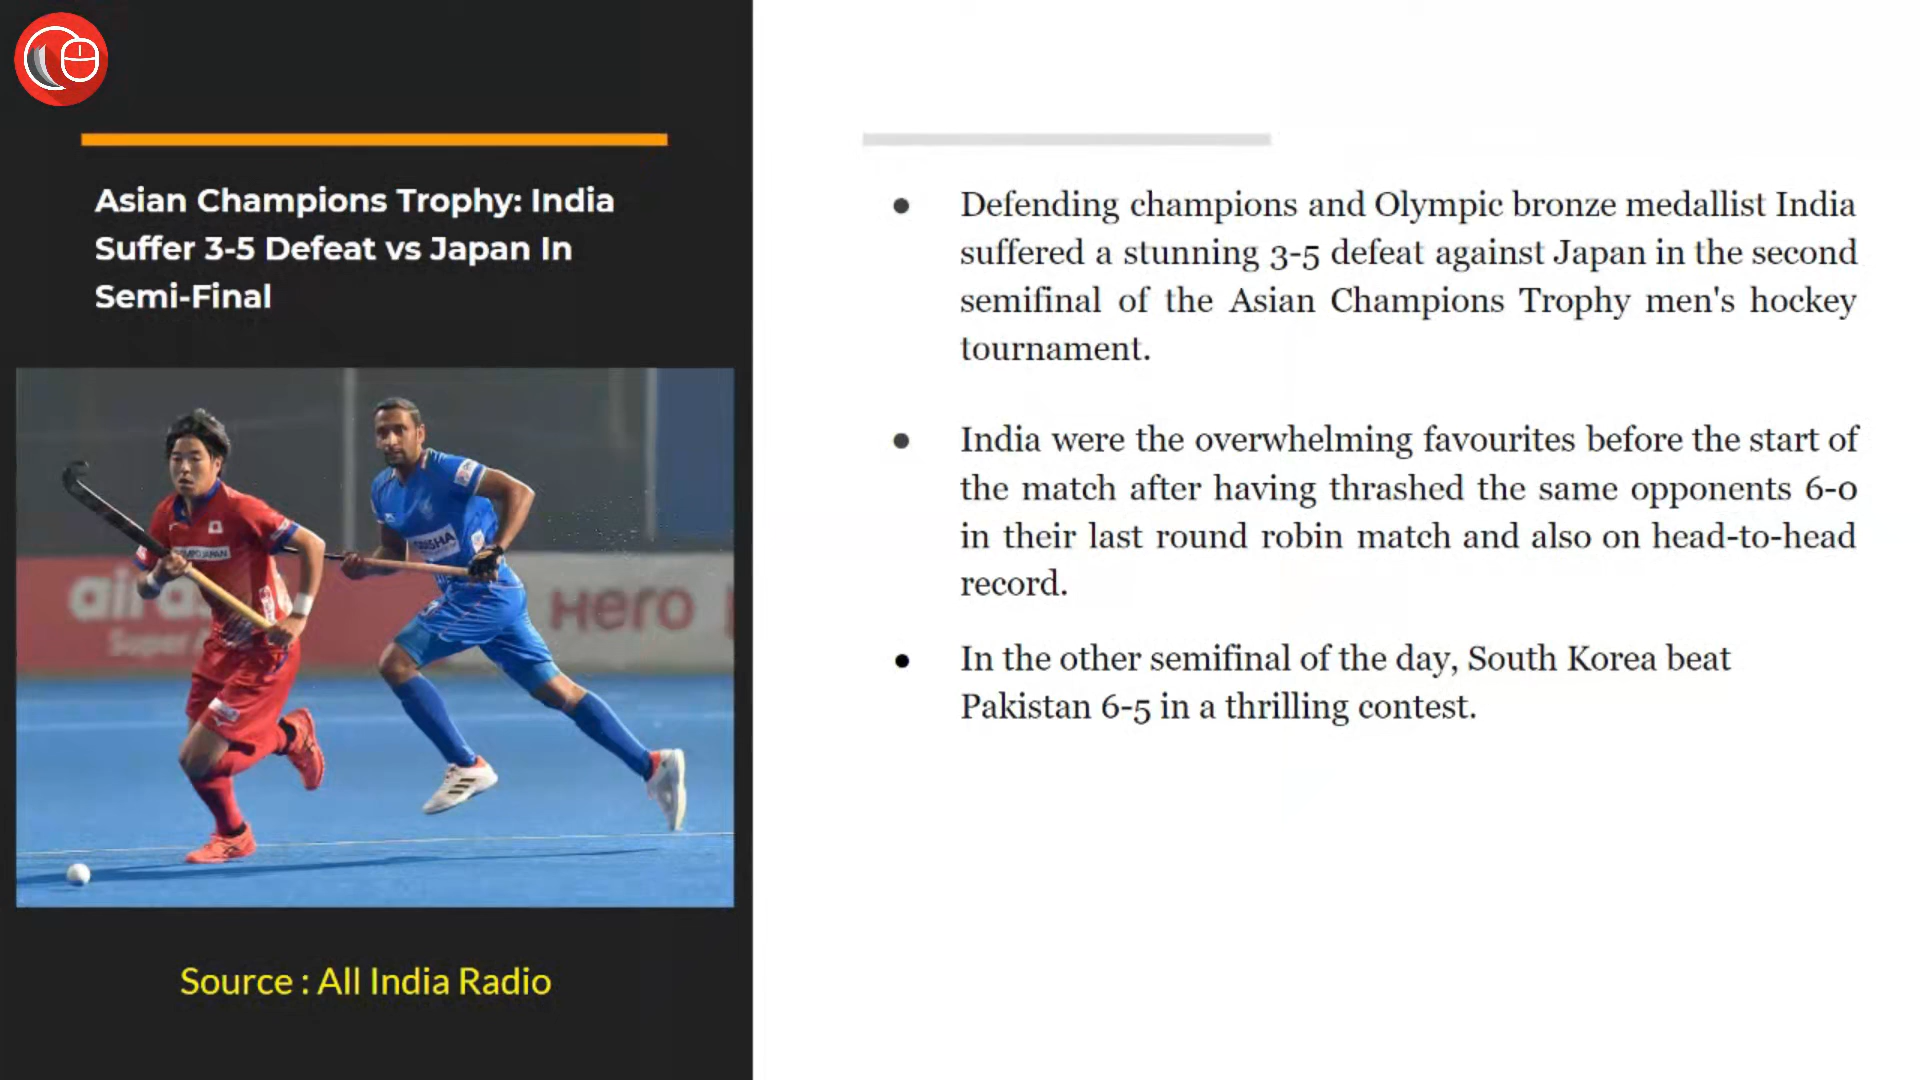 Asian Champions Trophy: India
Suffer 3-5 Defeat vs Japan In
Semi-Final
Hero
Source : All India Radio
● Defending champions and Olympic bronze medallist India
suffered a stunning 3-5 defeat against Japan in the second
semifinal of the Asian Champions Trophy men's hockey
tournament.
● India were the overwhelming favourites before the start of
the match after having thrashed the same opponents 6-0
in their last round robin match and also on head-to-head
record.
● In the other semifinal of the day, South Korea beat
Pakistan 6-5 in a thrilling contest.